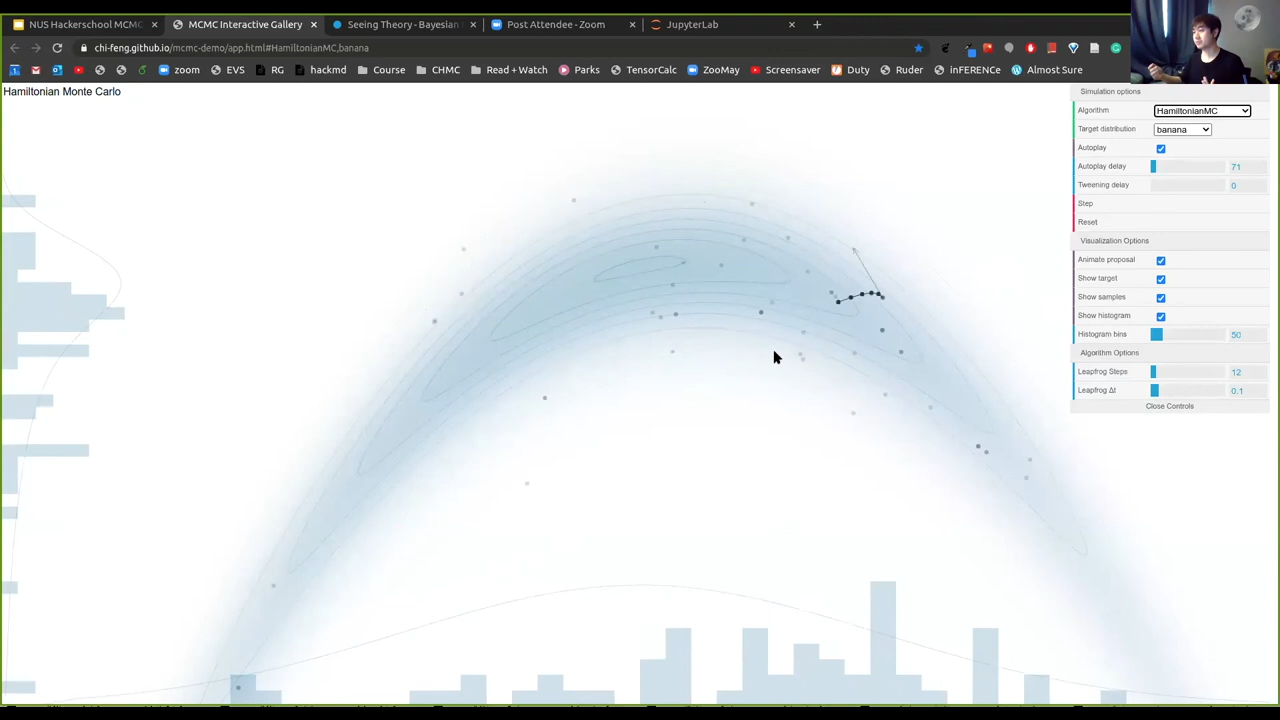 NUS Hackerschool MCMC
MCMC Interactive Gallery
Seeing Theory - Bayesian
Post Attendee - Zoom
JupyterLab
chi-feng.github.io/mcmc-demo/app.html#HamiltonianMC,banana
zoom
EVS
RG
hackmd
Course
CHMC
Read + Watch
Parks
TensorCalc
ZooMay
Screensaver
Duty
Ruder
inFERENCe
Almost Sure
Hamiltonian Monte Carlo
Simulation options
Algorithm HamiltonianMC
Target distribution banana
Autoplay
Autoplay delay 71
Tweening delay 0
Step
Reset
Visualization Options
Animate proposal
Show target
Show samples
Show histogram
Histogram bins 50
Algorithm Options
Leapfrog Steps 12
Leapfrog Δt 0.1
Close Controls